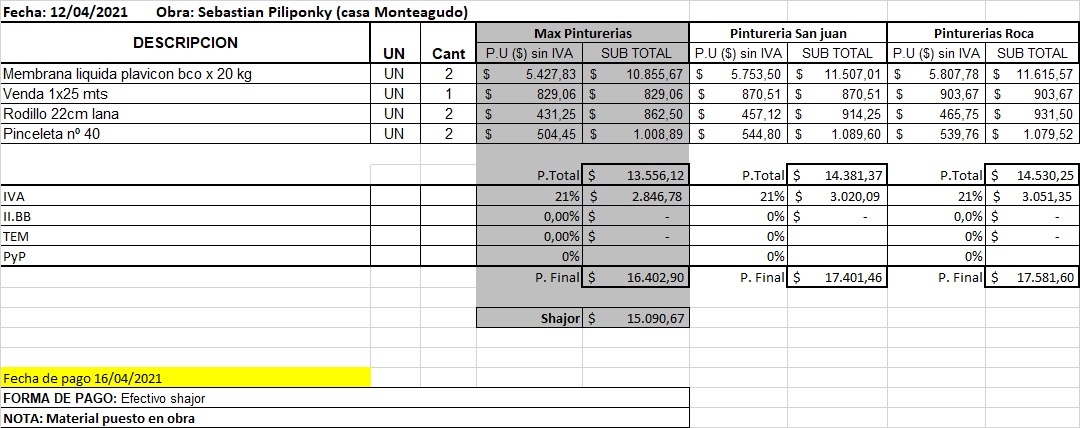 Fecha: 12/04/2021 Obra: Sebastian Piliponky (casa Monteagudo)
Max Pinturerias Pintureria San juan Pinturerias Roca
DESCRIPCION UN Cant P.U ($) sin IVA SUB TOTAL P.U ($) sin IVA SUB TOTAL P.U ($) sin IVA SUB TOTAL
Membrana liquida plavicon bco x 20 kg UN 2 $ 5.427,83 $ 10.855,67 $ 5.753,50 $ 11.507,01 $ 5.807,78 $ 11.615,57
Venda 1x25 mts UN 1 $ 829,06 $ 829,06 $ 870,51 $ 870,51 $ 903,67 $ 903,67
Rodillo 22cm lana UN 2 $ 431,25 $ 862,50 $ 457,12 $ 914,25 $ 465,75 $ 931,50
Pinceleta nº 40 UN 2 $ 504,45 $ 1.008,89 $ 544,80 $ 1.089,60 $ 539,76 $ 1.079,52
P.Total $ 13.556,12 P.Total $ 14.381,37 P.Total $ 14.530,25
IVA 21% $ 2.846,78 21% $ 3.020,09 21% $ 3.051,35
II.BB 0,00% $ - 0% $ - 0,0% $ -
TEM 0,00% $ - 0% 0% $ -
PyP 0% 0% 0%
P. Final $ 16.402,90 P. Final $ 17.401,46 P. Final $ 17.581,60
Shajor $ 15.090,67
Fecha de pago 16/04/2021
FORMA DE PAGO: Efectivo shajor
NOTA: Material puesto en obra